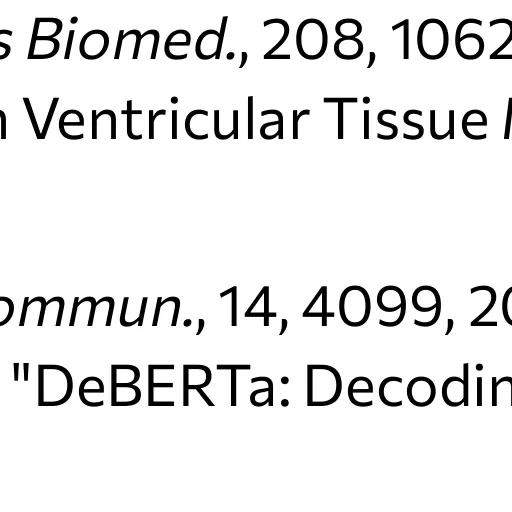 s Biomed., 208, 1062
n Ventricular Tissue
ommun., 14, 4099, 20
"DeBERTa: Decodin